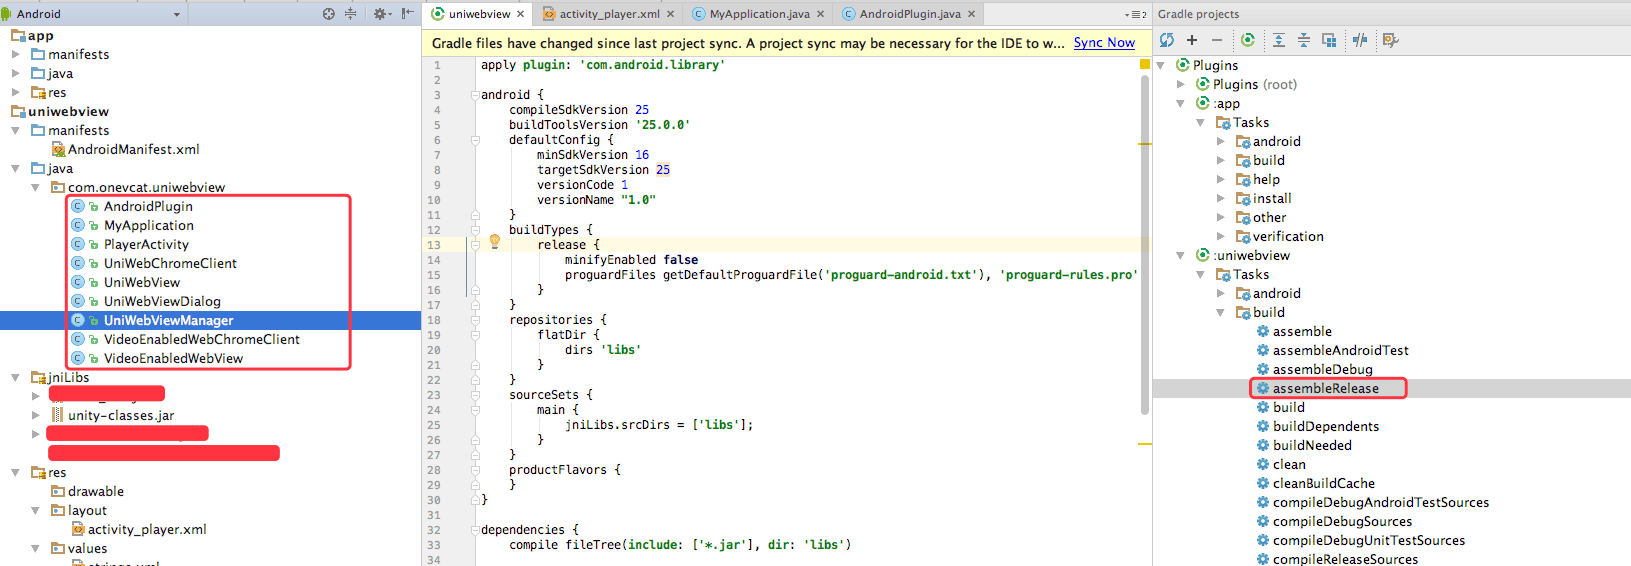 Android
app
manifests
java
res
uniwebview
manifests
AndroidManifest.xml
java
com.onevcat.uniwebview
AndroidPlugin
MyApplication
PlayerActivity
UniWebChromeClient
UniWebView
UniWebViewDialog
UniWebViewManager
VideoEnabledWebChromeClient
VideoEnabledWebView
jniLibs
unity-classes.jar
res
drawable
layout
activity_player.xml
values
uniwebview
activity_player.xml
MyApplication.java
AndroidPlugin.java
2
Gradle files have changed since last project sync. A project sync may be necessary for the IDE to w... Sync Now
1 apply plugin: 'com.android.library'
2
3 android {
4 compileSdkVersion 25
5 buildToolsVersion '25.0.0'
6 defaultConfig {
7 minSdkVersion 16
8 targetSdkVersion 25
9 versionCode 1
10 versionName "1.0"
11 }
12 buildTypes {
13 release {
14 minifyEnabled false
15 proguardFiles getDefaultProguardFile('proguard-android.txt'), 'proguard-rules.pro'
16 }
17 }
18 repositories {
19 flatDir {
20 dirs 'libs'
21 }
22 }
23 sourceSets {
24 main {
25 jniLibs.srcDirs = ['libs'];
26 }
27 }
28 productFlavors {
29 }
30 }
31
32 dependencies {
33 compile fileTree(include: ['*.jar'], dir: 'libs')
34
Gradle projects
Plugins
Plugins (root)
:app
Tasks
android
build
help
install
other
verification
:uniwebview
Tasks
android
build
assemble
assembleAndroidTest
assembleDebug
assembleRelease
build
buildDependents
buildNeeded
clean
cleanBuildCache
compileDebugAndroidTestSources
compileDebugSources
compileDebugUnitTestSources
compileReleaseSources